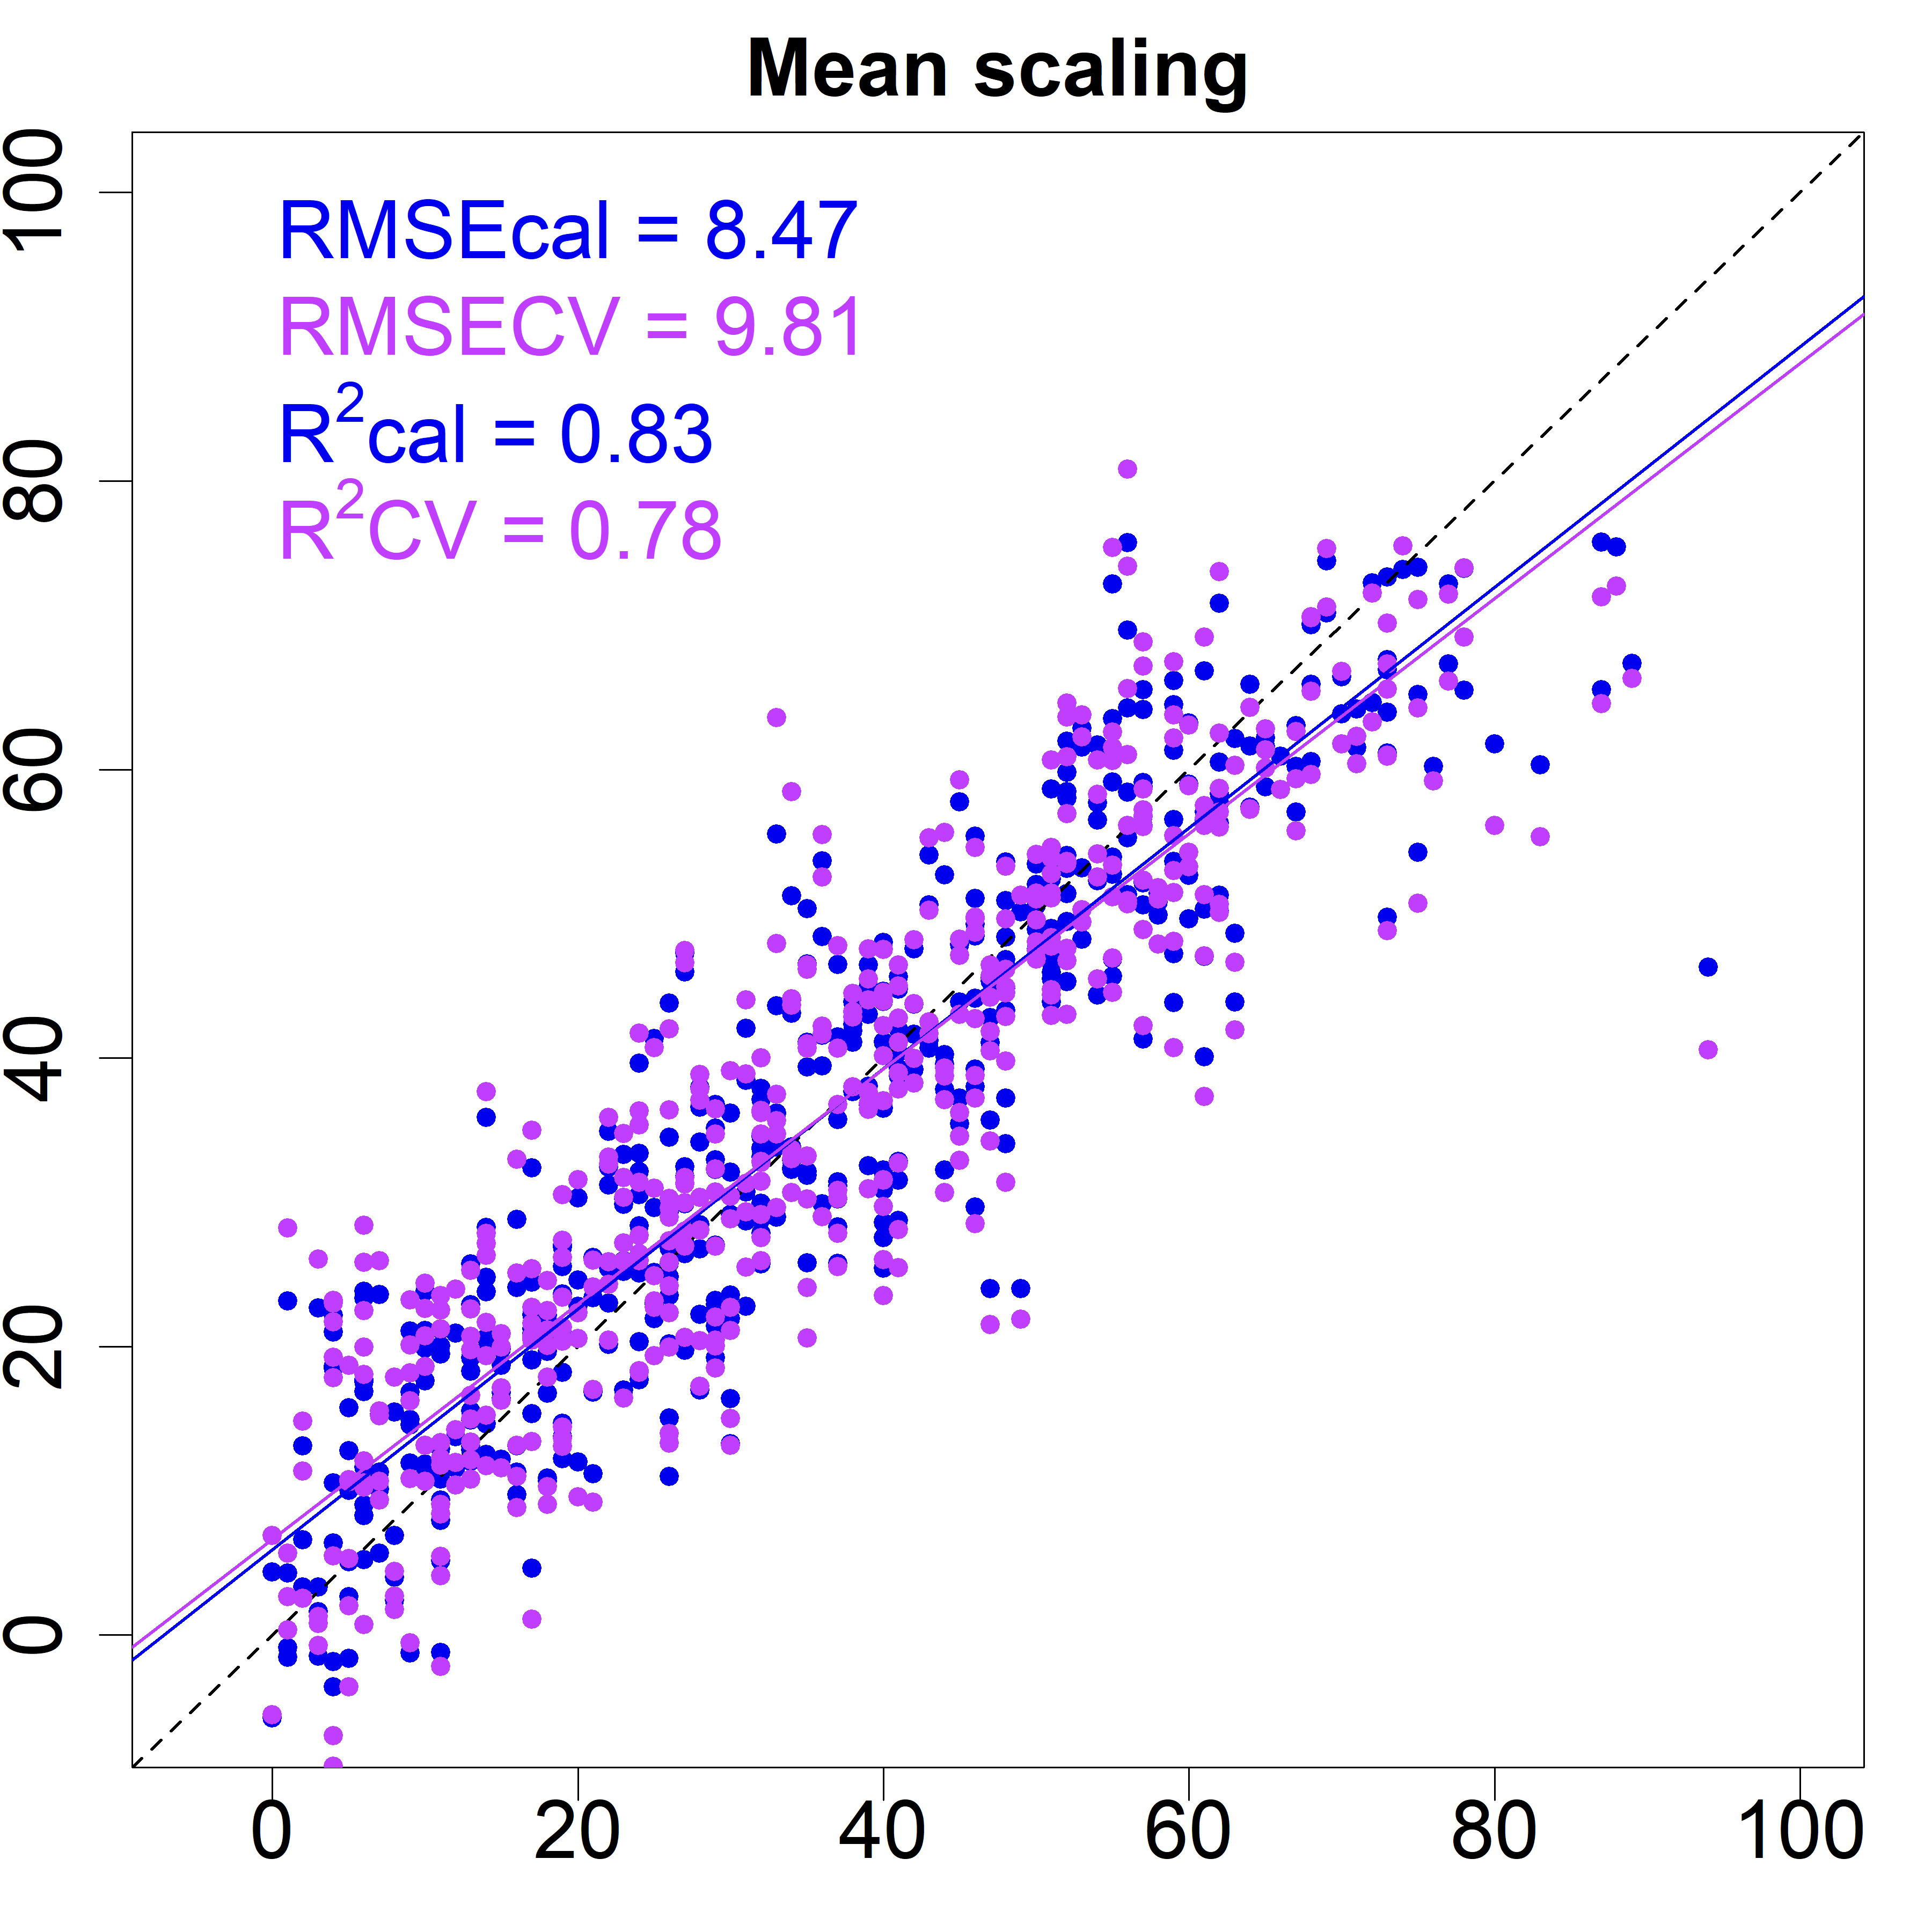 Mean scaling
RMSEcal = 8.47
RMSECV = 9.81
R²cal = 0.83
R²CV = 0.78
100
80
60
40
20
0
0 20 40 60 80 100